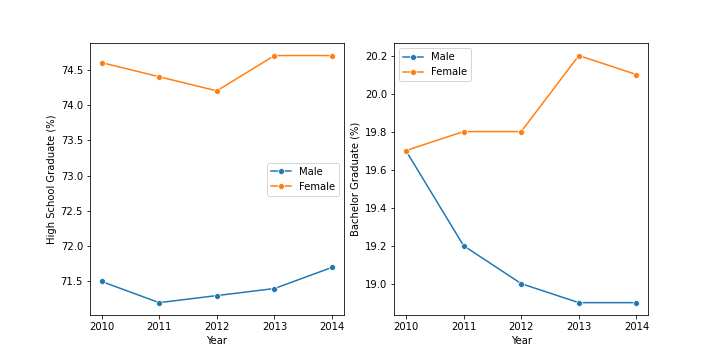 High School Graduate (%)
74.5
74.0
73.5
73.0
72.5
72.0
71.5
2010 2011 2012 2013 2014
Year
Male
Female
Bachelor Graduate (%)
20.2
20.0
19.8
19.6
19.4
19.2
19.0
2010 2011 2012 2013 2014
Year
Male
Female